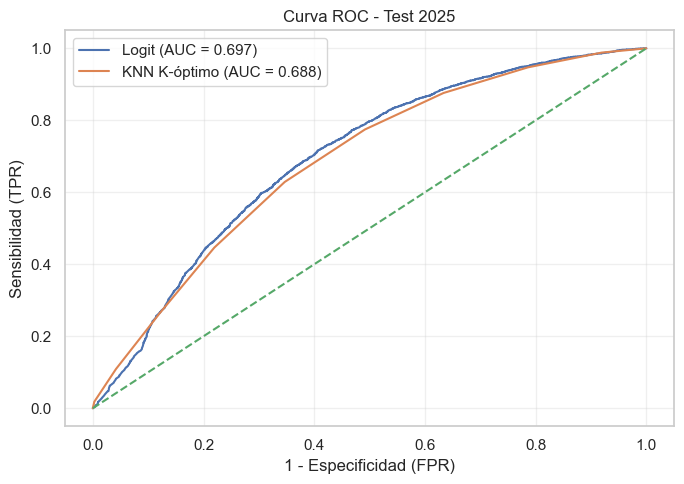 Curva ROC - Test 2025
Logit (AUC = 0.697)
KNN K-óptimo (AUC = 0.688)
Sensibilidad (TPR)
1.0
0.8
0.6
0.4
0.2
0.0
0.0 0.2 0.4 0.6 0.8 1.0
1 - Especificidad (FPR)